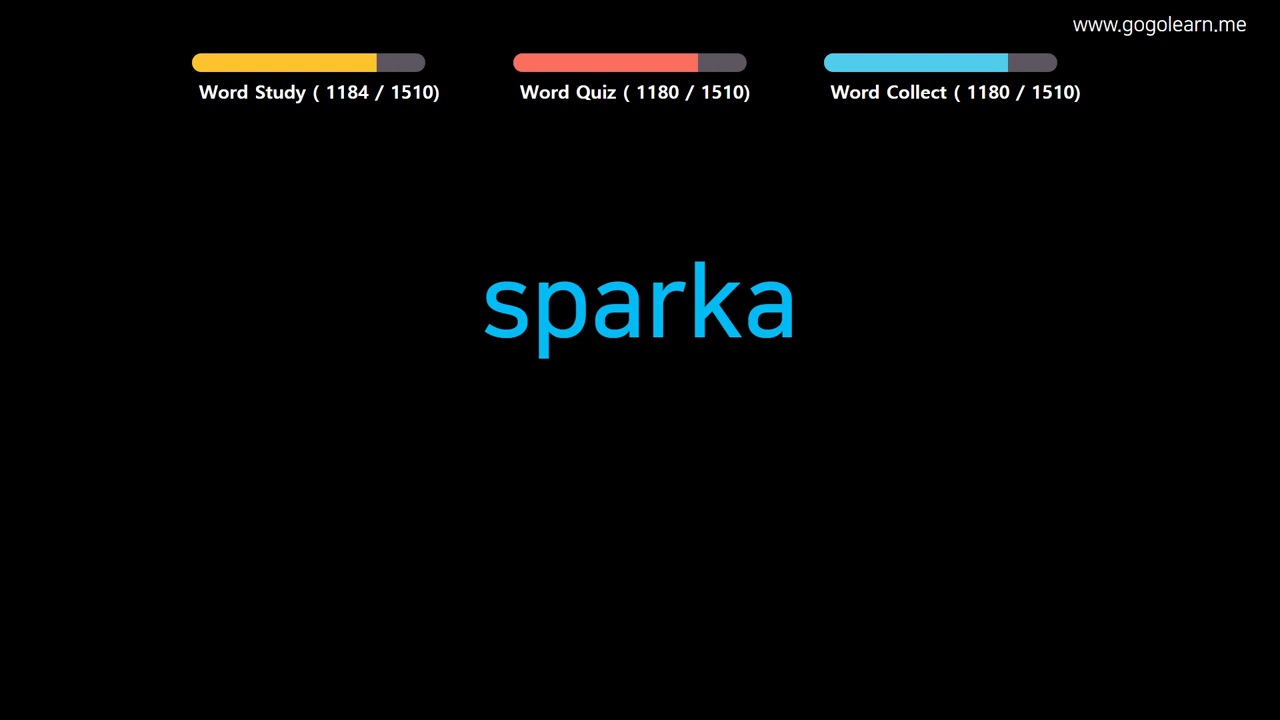 www.gogolearn.me
Word Study ( 1184 / 1510)
Word Quiz ( 1180 / 1510)
Word Collect ( 1180 / 1510)
sparka